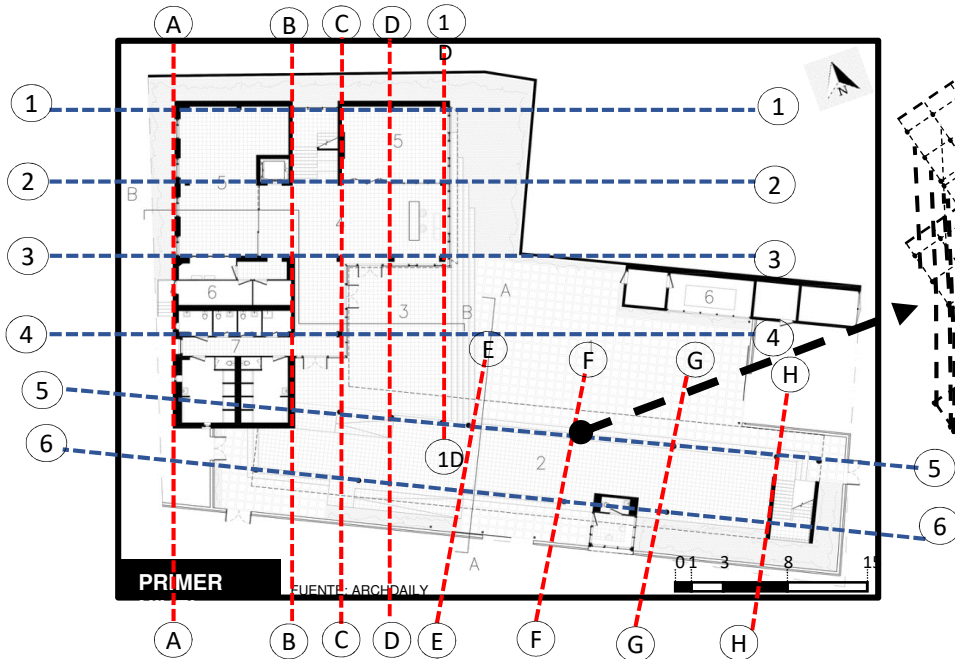 A B C D 1
D
1 1
N
5
2 5 2
B
4
3 3
A
6 6
3 B
4 4
E F G H
7
5
6 1D 2 5
6
A
0 1 3 8 15
PRIMER
FUENTE: ARCHDAILY
A B C D E F G H